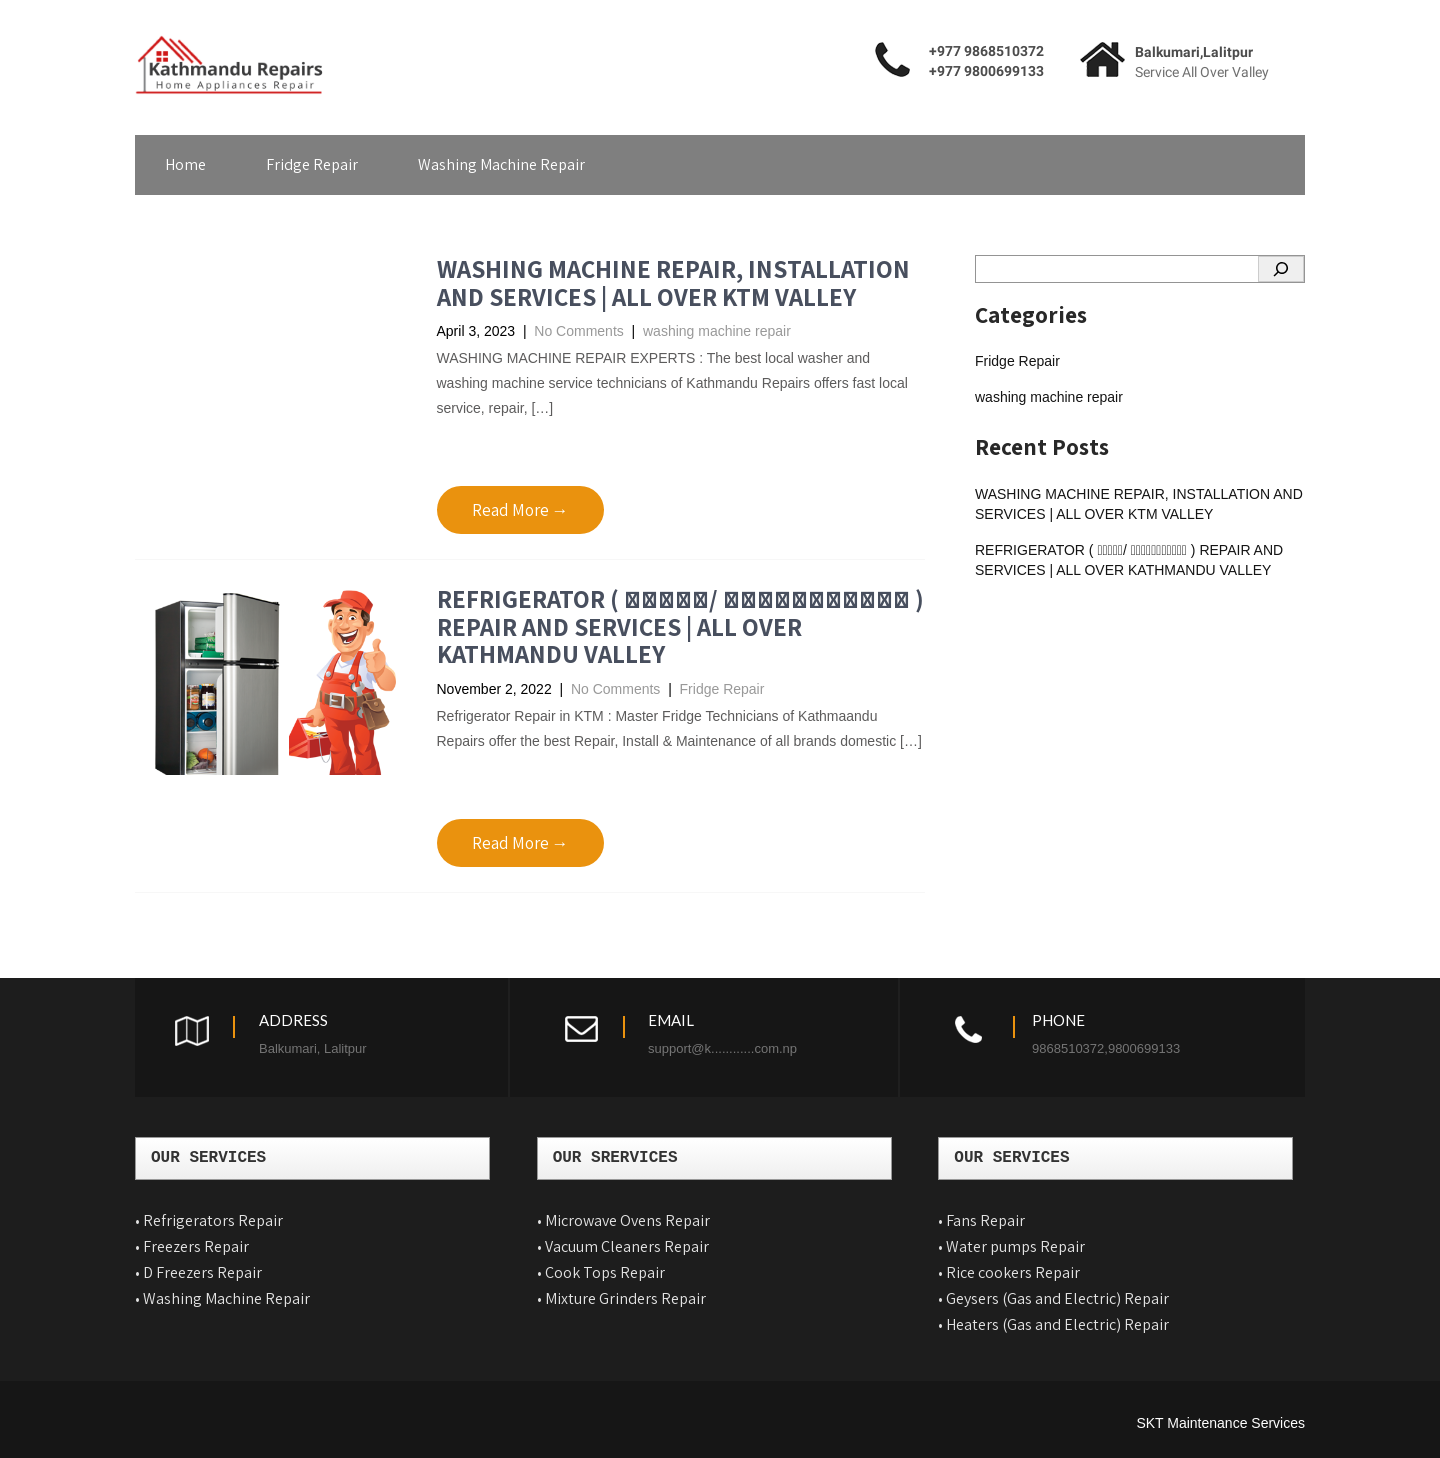 Kathmandu Repairs
Home Appliances Repair
+977 9868510372
+977 9800699133
Balkumari,Lalitpur
Service All Over Valley
Home
Fridge Repair
Washing Machine Repair
WASHING MACHINE REPAIR, INSTALLATION
AND SERVICES | ALL OVER KTM VALLEY
April 3, 2023 | No Comments | washing machine repair
WASHING MACHINE REPAIR EXPERTS : The best local washer and
washing machine service technicians of Kathmandu Repairs offers fast local
service, repair, […]
Read More →
REFRIGERATOR ( / )
REPAIR AND SERVICES | ALL OVER
KATHMANDU VALLEY
November 2, 2022 | No Comments | Fridge Repair
Refrigerator Repair in KTM : Master Fridge Technicians of Kathmaandu
Repairs offer the best Repair, Install & Maintenance of all brands domestic […]
Read More →
Categories
Fridge Repair
washing machine repair
Recent Posts
WASHING MACHINE REPAIR, INSTALLATION AND
SERVICES | ALL OVER KTM VALLEY
REFRIGERATOR ( / ) REPAIR AND
SERVICES | ALL OVER KATHMANDU VALLEY
ADDRESS
Balkumari, Lalitpur
EMAIL
support@k............com.np
PHONE
9868510372,9800699133
OUR SERVICES
• Refrigerators Repair
• Freezers Repair
• D Freezers Repair
• Washing Machine Repair
OUR SRERVICES
• Microwave Ovens Repair
• Vacuum Cleaners Repair
• Cook Tops Repair
• Mixture Grinders Repair
OUR SERVICES
• Fans Repair
• Water pumps Repair
• Rice cookers Repair
• Geysers (Gas and Electric) Repair
• Heaters (Gas and Electric) Repair
SKT Maintenance Services